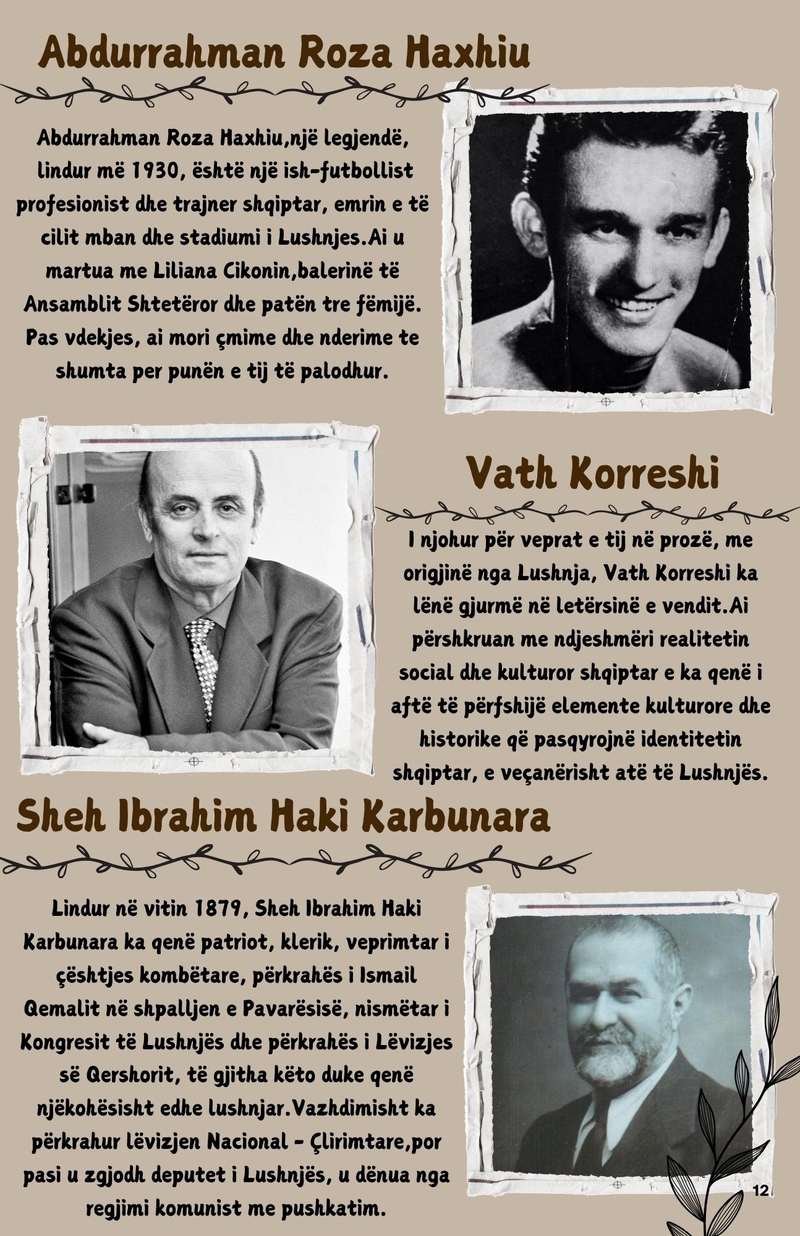 Abdurrahman Roza Haxhiu
Abdurrahman Roza Haxhiu,një legjendë,
lindur më 1930, është një ish-futbollist
profesionist dhe trajner shqiptar, emrin e të
cilit mban dhe stadiumi i Lushnjes.Ai u
martua me Liliana Cikonin,balerinë të
Ansamblit Shtetëror dhe patën tre fëmijë.
Pas vdekjes, ai mori çmime dhe nderime te
shumta per punën e tij të palodhur.
Vath Korreshi
I njohur për veprat e tij në prozë, me
origjinë nga Lushnja, Vath Korreshi ka
lënë gjurmë në letërsinë e vendit.Ai
përshkruan me ndjeshmëri realitetin
social dhe kulturor shqiptar e ka qenë i
aftë të përfshijë elemente kulturore dhe
historike që pasqyrojnë identitetin
shqiptar, e veçanërisht atë të Lushnjës.
Sheh Ibrahim Haki Karbunara
Lindur në vitin 1879, Sheh Ibrahim Haki
Karbunara ka qenë patriot, klerik, veprimtar i
çështjes kombëtare, përkrahës i Ismail
Qemalit në shpalljen e Pavarësisë, nismëtar i
Kongresit të Lushnjës dhe përkrahës i Lëvizjes
së Qershorit, të gjitha këto duke qenë
njëkohësisht edhe lushnjar.Vazhdimisht ka
përkrahur lëvizjen Nacional - Çlirimtare,por
pasi u zgjodh deputet i Lushnjës, u dënua nga
regjimi komunist me pushkatim.
12